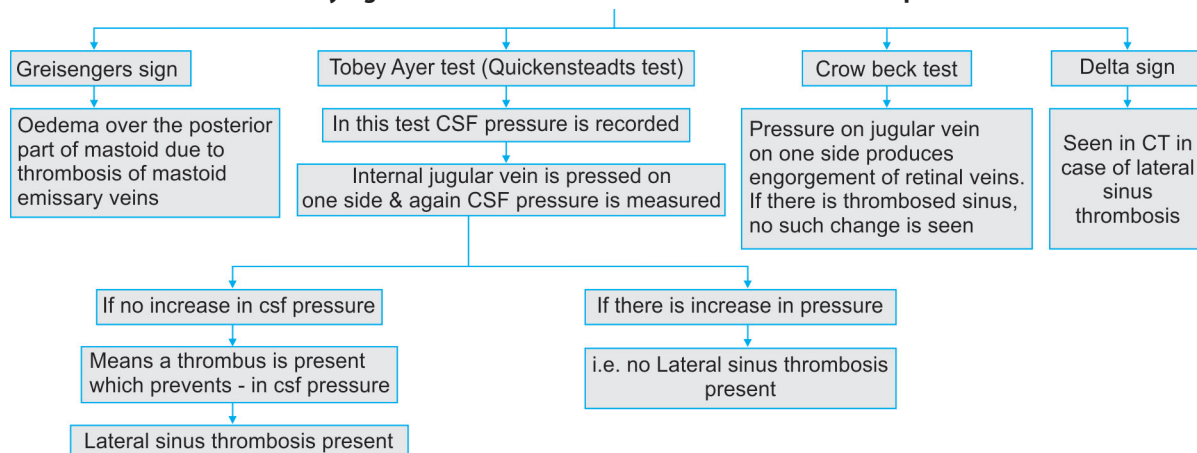 Greisengers sign
Tobey Ayer test (Quickensteadts test)
Crow beck test
Delta sign
Oedema over the posterior
part of mastoid due to
thrombosis of mastoid
emissary veins
In this test CSF pressure is recorded
Internal jugular vein is pressed on
one side & again CSF pressure is measured
Pressure on jugular vein
on one side produces
engorgement of retinal veins.
If there is thrombosed sinus,
no such change is seen
Seen in CT in
case of lateral
sinus
thrombosis
If no increase in csf pressure
If there is increase in pressure
Means a thrombus is present
which prevents - in csf pressure
i.e. no Lateral sinus thrombosis
present
Lateral sinus thrombosis present